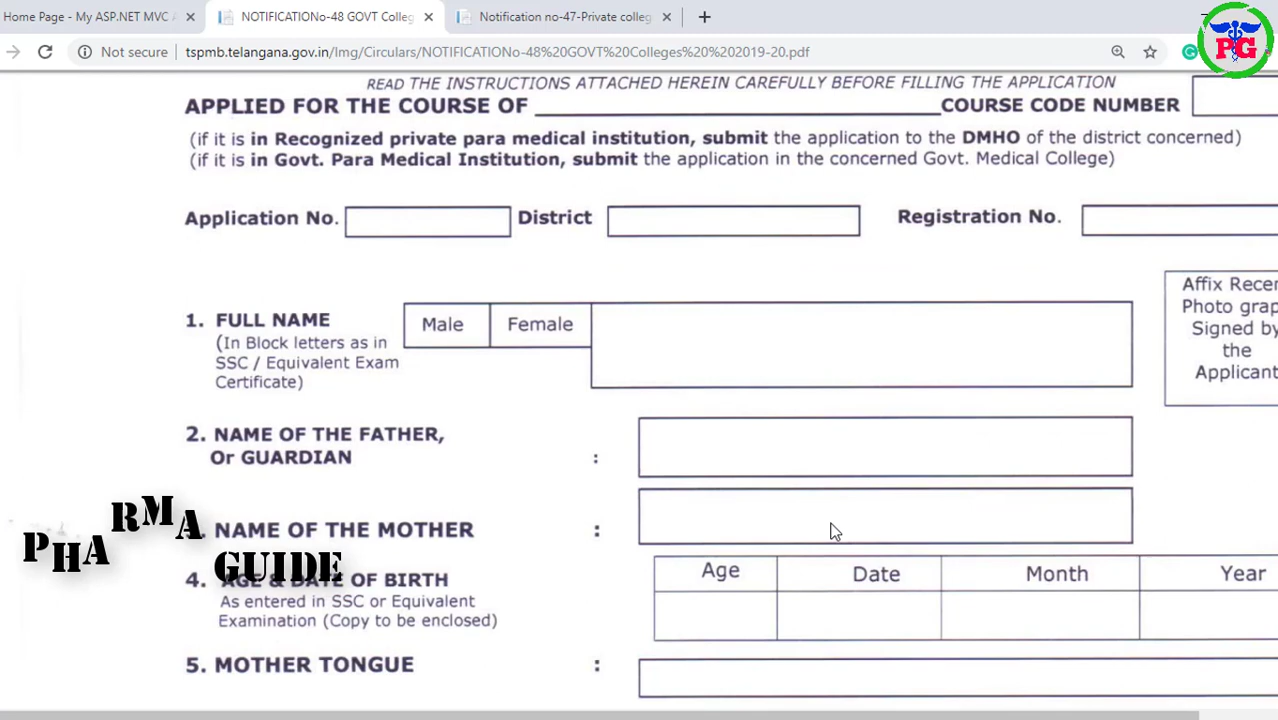 Home Page - My ASP.NET MVC A
NOTIFICATIONo-48 GOVT Colleg
Notification no-47-Private colleg
Not secure
tspmb.telangana.gov.in/Img/Circulars/NOTIFICATIONo-48%20GOVT%20Colleges%20%202019-20.pdf
PG
READ THE INSTRUCTIONS ATTACHED HEREIN CAREFULLY BEFORE FILLING THE APPLICATION
APPLIED FOR THE COURSE OF ____________________ COURSE CODE NUMBER
(if it is in Recognized private para medical institution, submit the application to the DMHO of the district concerned)
(if it is in Govt. Para Medical Institution, submit the application in the concerned Govt. Medical College)
Application No. District Registration No.
Affix Recen
Photo grap
Signed by
the
Applicant
1. FULL NAME Male Female
(In Block letters as in
SSC / Equivalent Exam
Certificate)
2. NAME OF THE FATHER,
Or GUARDIAN :
NAME OF THE MOTHER :
PHARMA
GUIDE
4. AGE & DATE OF BIRTH Age Date Month Year
As entered in SSC or Equivalent
Examination (Copy to be enclosed)
5. MOTHER TONGUE :